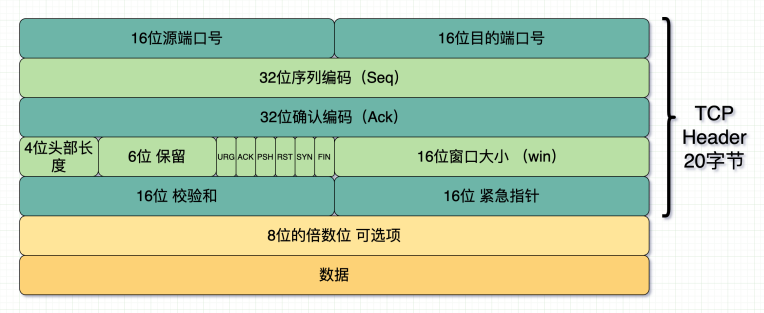 16位源端口号
16位目的端口号
32位序列编码（Seq）
32位确认编码（Ack）
4位头部长
度
6位 保留
URG
ACK
PSH
RST
SYN
FIN
16位窗口大小 （win）
16位 校验和
16位 紧急指针
8位的倍数位 可选项
数据
TCP
Header
20字节